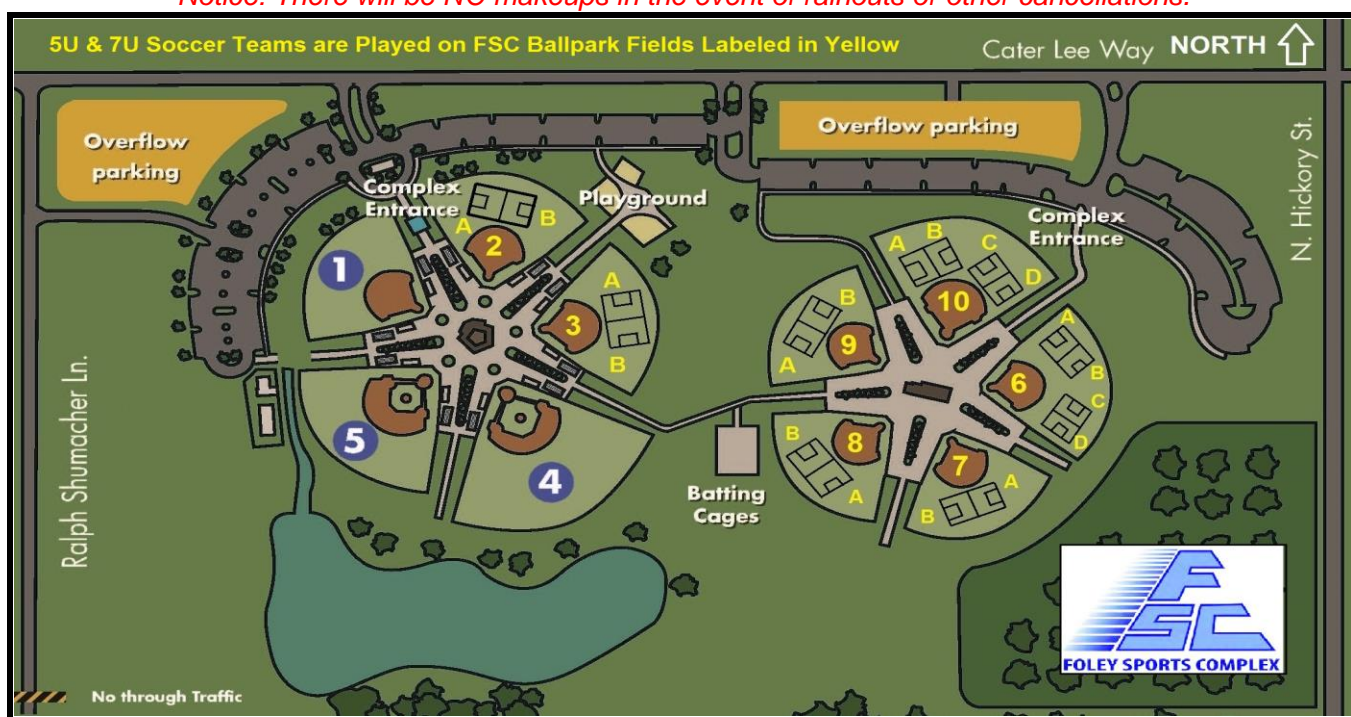 Notice: There will be NO makeups in the event of rainouts or other cancellations.
5U & 7U Soccer Teams are Played on FSC Ballpark Fields Labeled in Yellow
Cater Lee Way
NORTH
Overflow
parking
Overflow parking
N. Hickory St.
Complex
Entrance
Playground
Complex
Entrance
1
A
B
2
A
3
B
A
B
C
D
10
B
A
9
A
B
C
D
6
5
4
B
A
8
A
B
7
Batting
Cages
Ralph Shumacher Ln.
No through Traffic
FSC
FOLEY SPORTS COMPLEX